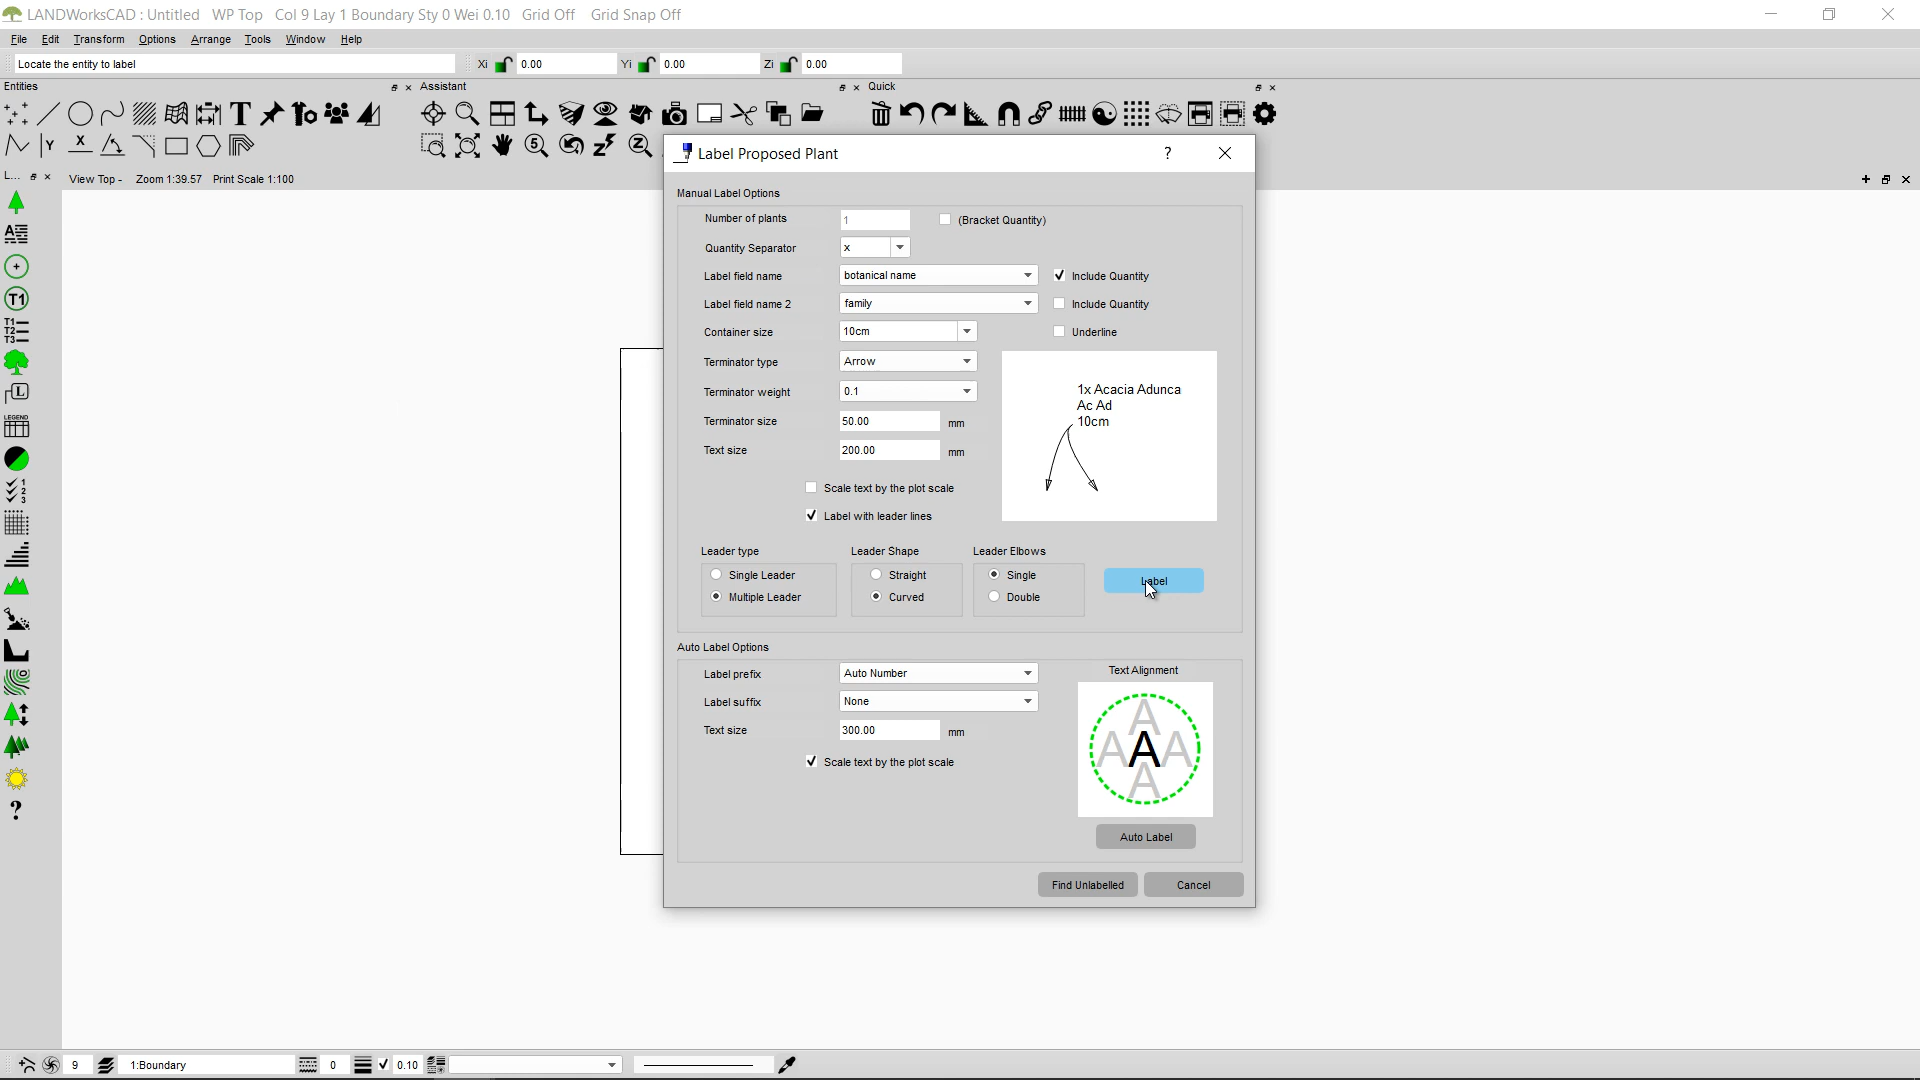 LANDWorksCAD : Untitled WP Top Col 9 Lay 1 Boundary Sty 0 Wei 0.10 Grid Off Grid Snap Off
File Edit Transform Options Arrange Tools Window Help
Locate the entity to label Xi 0.00 Yi 0.00 Zi 0.00
Entities Assistant Quick
L... View Top - Zoom 1:39.57 Print Scale 1:100
T1
T1
T2
T3
L
LEGEND
1
2
3
?
Label Proposed Plant ?
Manual Label Options
Number of plants 1 (Bracket Quantity)
Quantity Separator x
Label field name botanical name Include Quantity
Label field name 2 family Include Quantity
Container size 10cm Underline
Terminator type Arrow
Terminator weight 0.1
Terminator size 50.00 mm
Text size 200.00 mm
1x Acacia Adunca
Ac Ad
10cm
Scale text by the plot scale
Label with leader lines
Leader type Leader Shape Leader Elbows
Single Leader Straight Single Label
Multiple Leader Curved Double
Auto Label Options
Label prefix Auto Number Text Alignment
Label suffix None
Text size 300.00 mm
Scale text by the plot scale
A
A A A
A
Auto Label
Find Unlabelled Cancel
9 1:Boundary 0 0.10